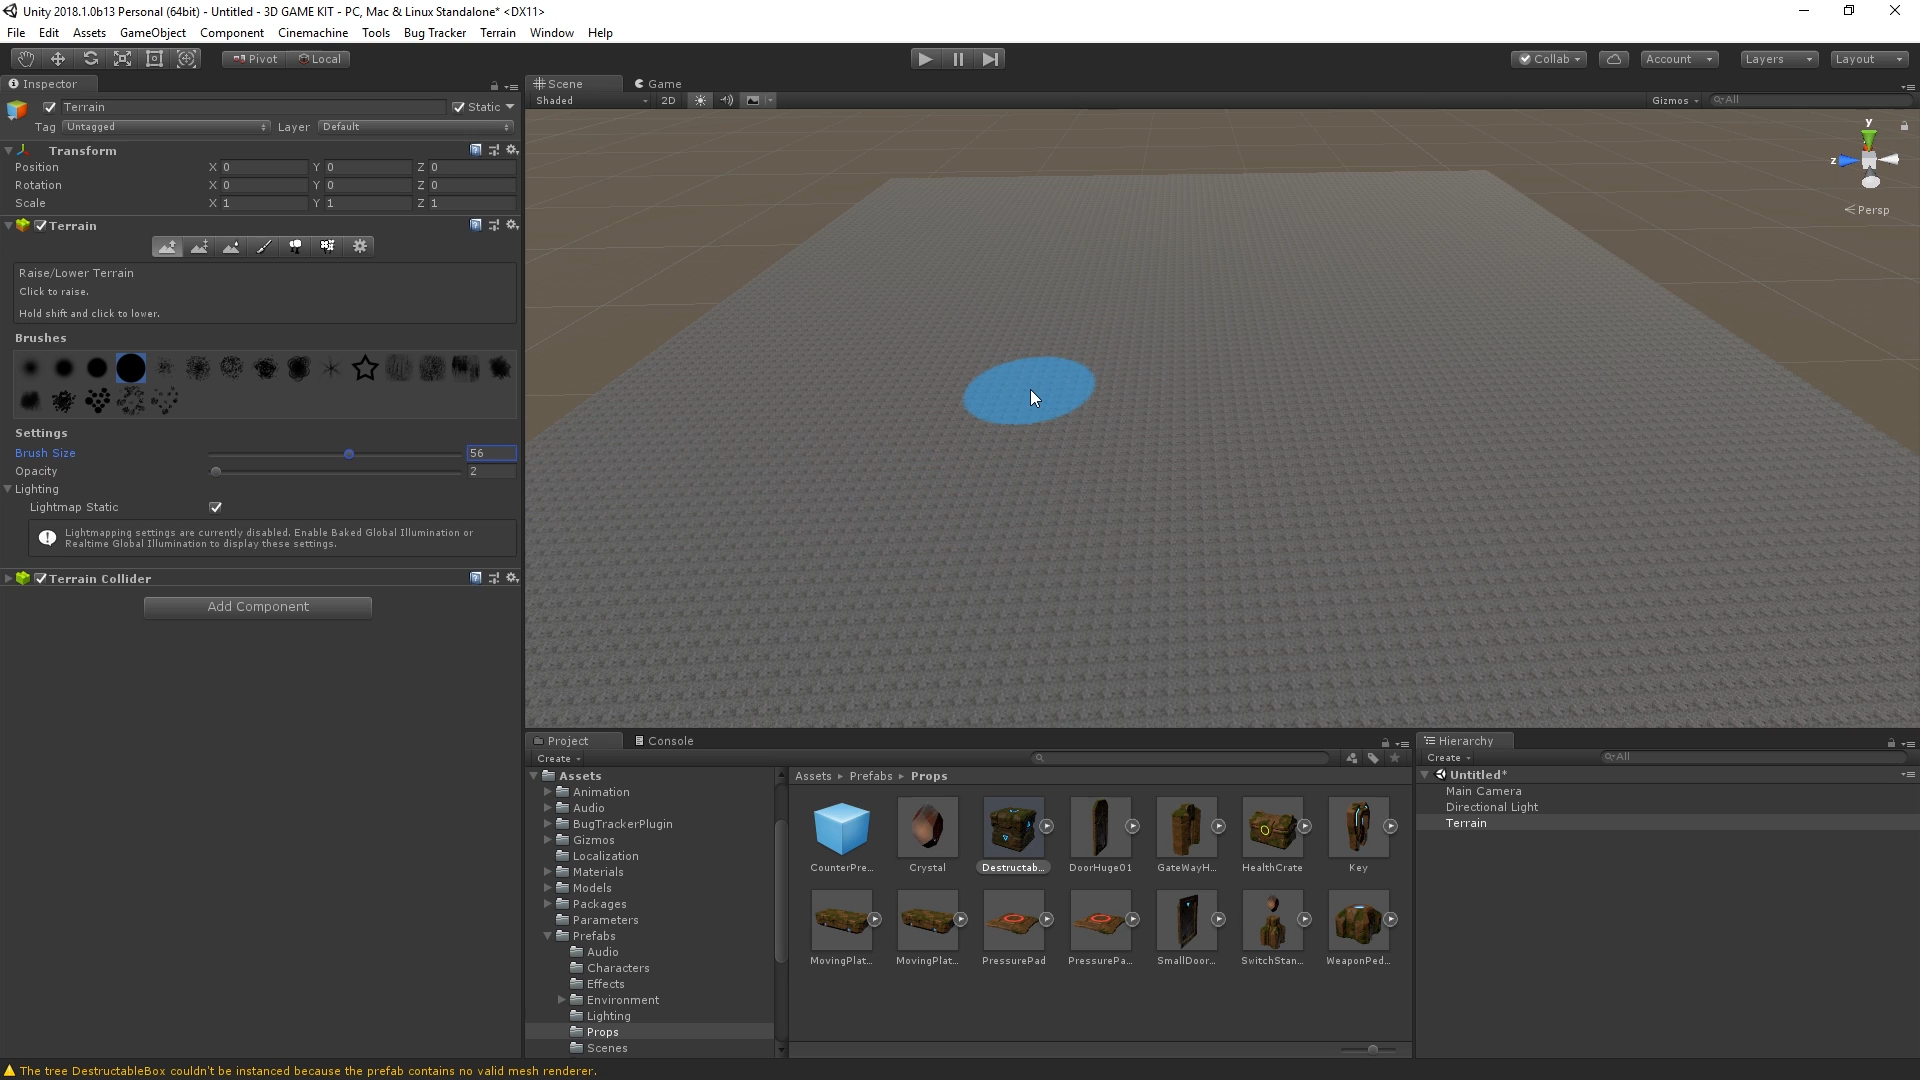 Unity 2018.1.0b13 Personal (64bit) - Untitled - 3D GAME KIT - PC, Mac & Linux Standalone* <DX11>
File Edit Assets GameObject Component Cinemachine Tools Bug Tracker Terrain Window Help
Pivot Local Collab Account Layers Layout
Inspector
Terrain Static
Tag Untagged Layer Default
Transform
Position X 0 Y 0 Z 0
Rotation X 0 Y 0 Z 0
Scale X 1 Y 1 Z 1
Terrain
Raise/Lower Terrain
Click to raise.
Hold shift and click to lower.
Brushes
Settings
Brush Size 56
Opacity 2
Lighting
Lightmap Static
Lightmapping settings are currently disabled. Enable Baked Global Illumination or
Realtime Global Illumination to display these settings.
Terrain Collider
Add Component
Scene Game
Shaded 2D Gizmos All
y
z
Persp
Project Console
Create
Assets
Animation
Audio
BugTrackerPlugin
Gizmos
Localization
Materials
Models
Packages
Parameters
Prefabs
Audio
Characters
Effects
Environment
Lighting
Props
Scenes
Assets Prefabs Props
CounterPre... Crystal Destructab... DoorHuge01 GateWayH... HealthCrate Key
MovingPlat... MovingPlat... PressurePad PressurePa... SmallDoor... SwitchStan... WeaponPed...
Hierarchy
Create All
Untitled*
Main Camera
Directional Light
Terrain
The tree DestructableBox couldn't be instanced because the prefab contains no valid mesh renderer.